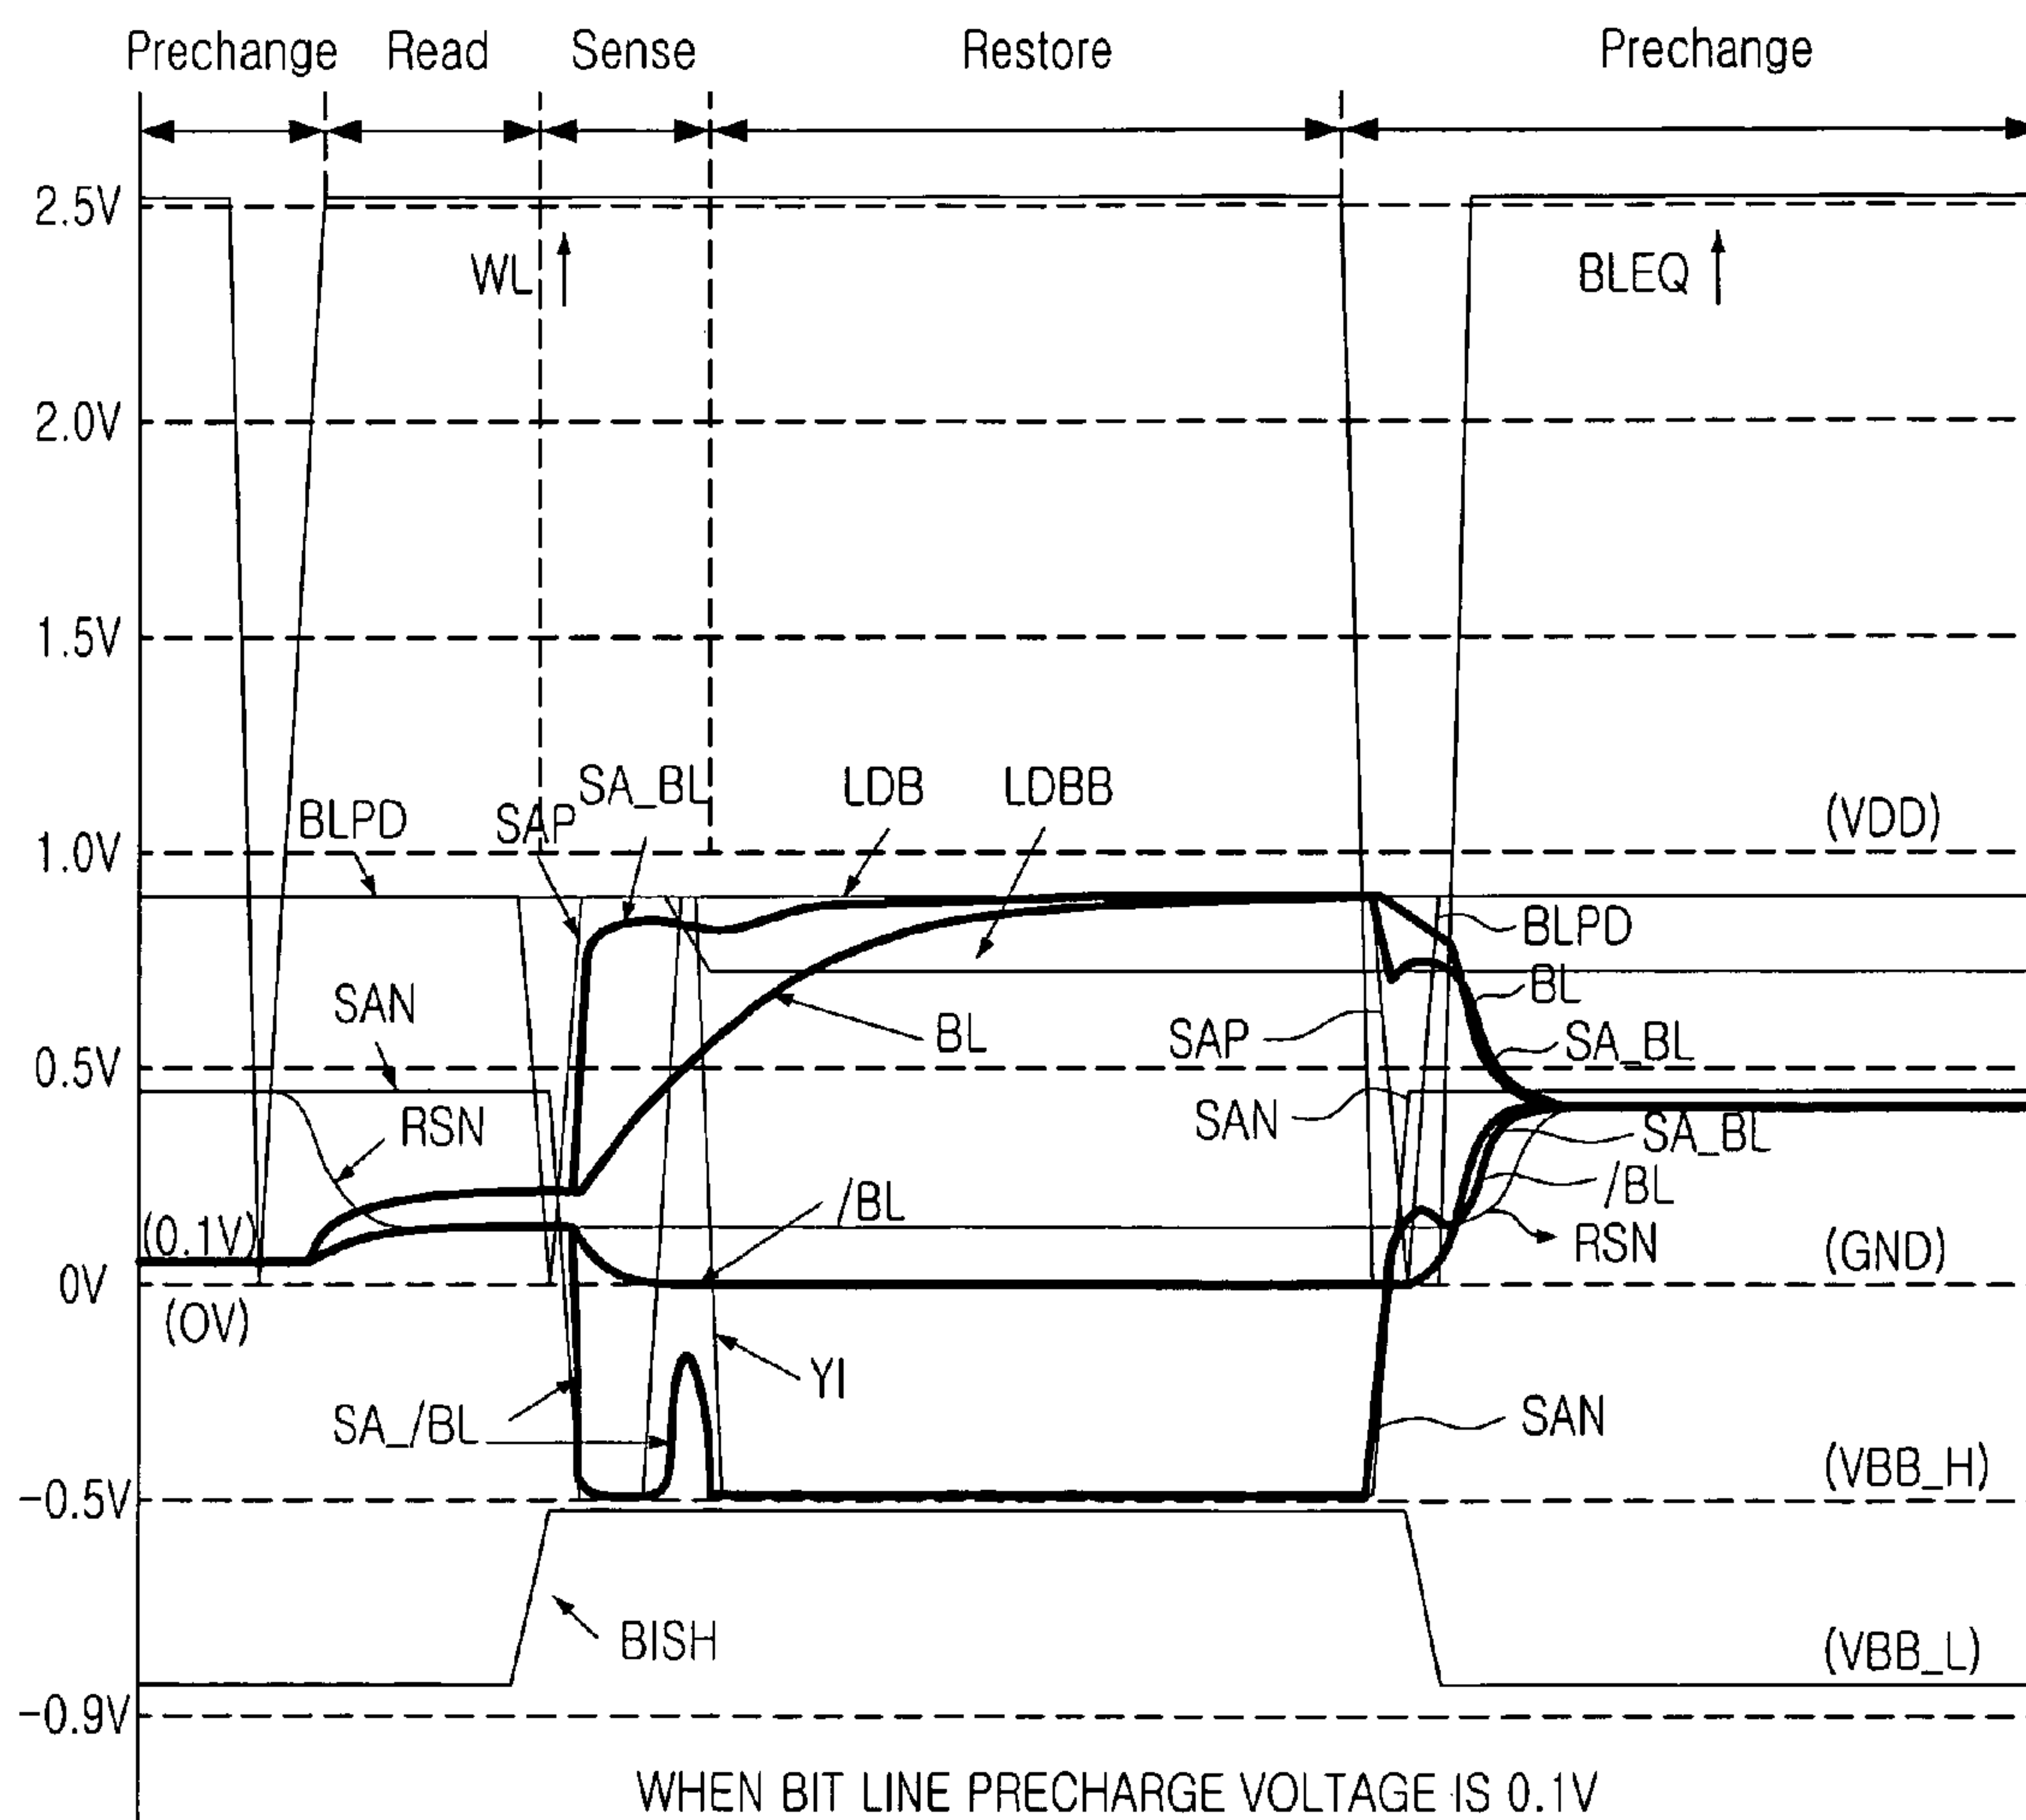 Prechange Read Sense Restore Prechange
2.5V
WL
BLEQ
2.0V
1.5V
SA_BL LDB LDBB
BLPD SAP (VDD)
1.0V
BLPD
SAN BL
SAP BL SA_BL
0.5V
RSN SAN SA_BL
/BL /BL
(0.1V) RSN (GND)
0V
(0V)
YI
SA_/BL SAN
(VBB_H)
-0.5V
BISH (VBB_L)
-0.9V
WHEN BIT LINE PRECHARGE VOLTAGE IS 0.1V